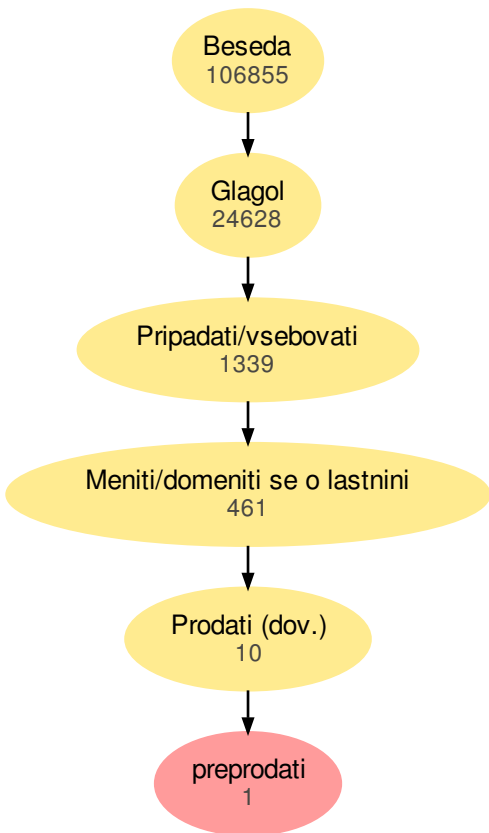 Beseda
106855
Glagol
24628
Pripadati/vsebovati
1339
Meniti/domeniti se o lastnini
461
Prodati (dov.)
10
preprodati
1